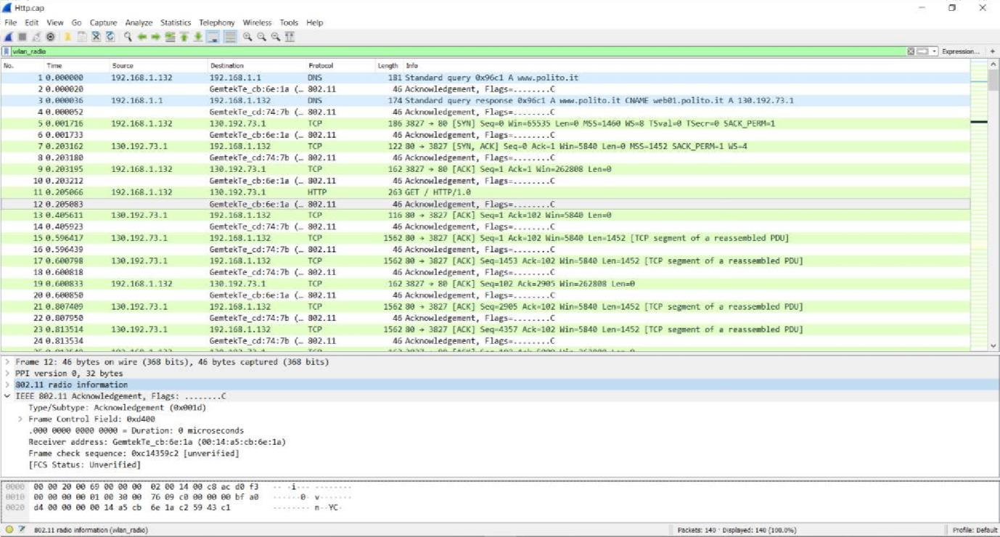 Http.cap
File Edit View Go Capture Analyze Statistics Telephony Wireless Tools Help
wlan_radio Expression... +
No. Time Source Destination Protocol Length Info
1 0.000000 192.168.1.132 192.168.1.1 DNS 181 Standard query 0x96c1 A www.polito.it
2 0.000020 GemtekTe_cb:6e:1a (… 802.11 46 Acknowledgement, Flags=........C
3 0.000036 192.168.1.1 192.168.1.132 DNS 174 Standard query response 0x96c1 A www.polito.it CNAME web01.polito.it A 130.192.73.1
4 0.000052 GemtekTe_cd:74:7b (… 802.11 46 Acknowledgement, Flags=........C
5 0.001716 192.168.1.132 130.192.73.1 TCP 186 3827 → 80 [SYN] Seq=0 Win=65535 Len=0 MSS=1460 WS=8 TSval=0 TSecr=0 SACK_PERM=1
6 0.001733 GemtekTe_cb:6e:1a (… 802.11 46 Acknowledgement, Flags=........C
7 0.203162 130.192.73.1 192.168.1.132 TCP 122 80 → 3827 [SYN, ACK] Seq=0 Ack=1 Win=5840 Len=0 MSS=1452 SACK_PERM=1 WS=4
8 0.203180 GemtekTe_cd:74:7b (… 802.11 46 Acknowledgement, Flags=........C
9 0.203195 192.168.1.132 130.192.73.1 TCP 162 3827 → 80 [ACK] Seq=1 Ack=1 Win=262808 Len=0
10 0.203212 GemtekTe_cb:6e:1a (… 802.11 46 Acknowledgement, Flags=........C
11 0.205066 192.168.1.132 130.192.73.1 HTTP 263 GET / HTTP/1.0
12 0.205083 GemtekTe_cb:6e:1a (… 802.11 46 Acknowledgement, Flags=........C
13 0.405611 130.192.73.1 192.168.1.132 TCP 116 80 → 3827 [ACK] Seq=1 Ack=102 Win=5840 Len=0
14 0.405923 GemtekTe_cd:74:7b (… 802.11 46 Acknowledgement, Flags=........C
15 0.596417 130.192.73.1 192.168.1.132 TCP 1562 80 → 3827 [ACK] Seq=1 Ack=102 Win=5840 Len=1452 [TCP segment of a reassembled PDU]
16 0.596439 GemtekTe_cd:74:7b (… 802.11 46 Acknowledgement, Flags=........C
17 0.600798 130.192.73.1 192.168.1.132 TCP 1562 80 → 3827 [ACK] Seq=1453 Ack=102 Win=5840 Len=1452 [TCP segment of a reassembled PDU]
18 0.600818 GemtekTe_cd:74:7b (… 802.11 46 Acknowledgement, Flags=........C
19 0.600833 192.168.1.132 130.192.73.1 TCP 162 3827 → 80 [ACK] Seq=102 Ack=2905 Win=262808 Len=0
20 0.600850 GemtekTe_cb:6e:1a (… 802.11 46 Acknowledgement, Flags=........C
21 0.807409 130.192.73.1 192.168.1.132 TCP 1562 80 → 3827 [ACK] Seq=2905 Ack=102 Win=5840 Len=1452 [TCP segment of a reassembled PDU]
22 0.807950 GemtekTe_cd:74:7b (… 802.11 46 Acknowledgement, Flags=........C
23 0.813514 130.192.73.1 192.168.1.132 TCP 1562 80 → 3827 [ACK] Seq=4357 Ack=102 Win=5840 Len=1452 [TCP segment of a reassembled PDU]
24 0.813534 GemtekTe_cd:74:7b (… 802.11 46 Acknowledgement, Flags=........C
Frame 12: 46 bytes on wire (368 bits), 46 bytes captured (368 bits)
PPI version 0, 32 bytes
802.11 radio information
IEEE 802.11 Acknowledgement, Flags: ........C
Type/Subtype: Acknowledgement (0x001d)
Frame Control Field: 0xd400
.000 0000 0000 0000 = Duration: 0 microseconds
Receiver address: GemtekTe_cb:6e:1a (00:14:a5:cb:6e:1a)
Frame check sequence: 0xc14359c2 [unverified]
[FCS Status: Unverified]
0000 00 00 20 00 69 00 00 00 02 00 14 00 c8 ac d0 f3 .. .i... ........
0010 00 00 00 00 01 00 30 00 76 09 c0 00 00 00 bf a0 ......0. v.......
0020 d4 00 00 00 00 14 a5 cb 6e 1a c2 59 43 c1 ........ n..YC.
802.11 radio information (wlan_radio) Packets: 140 · Displayed: 140 (100.0%) Profile: Default